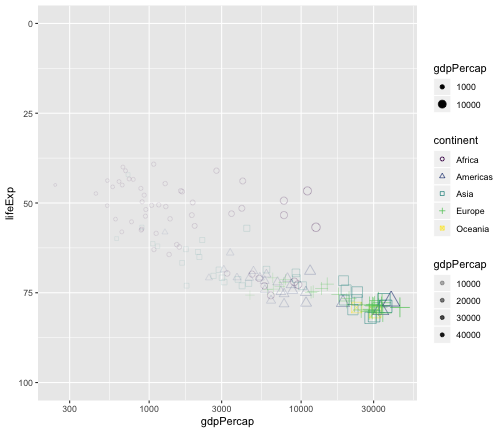 0
25
50
75
100
lifeExp
300
1000
3000
10000
30000
gdpPercap
gdpPercap
1000
10000
continent
Africa
Americas
Asia
Europe
Oceania
gdpPercap
10000
20000
30000
40000